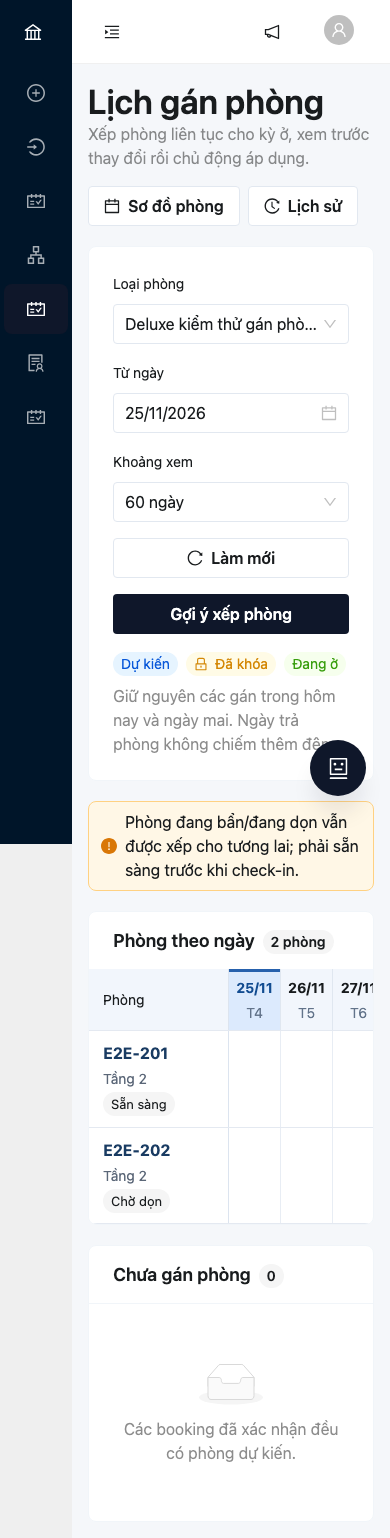 Lịch gán phòng
Xếp phòng liên tục cho kỳ ở, xem trước
thay đổi rồi chủ động áp dụng.
Sơ đồ phòng
Lịch sử
Loại phòng
Deluxe kiểm thử gán phò...
Từ ngày
25/11/2026
Khoảng xem
60 ngày
Làm mới
Gợi ý xếp phòng
Dự kiến
Đã khóa
Đang ở
Giữ nguyên các gán trong hôm
nay và ngày mai. Ngày trả
phòng không chiếm thêm
Phòng đang bẩn/đang dọn vẫn
được xếp cho tương lai; phải sẵn
sàng trước khi check-in.
Phòng theo ngày
2 phòng
Phòng
25/11
26/11
27/11
T4
T5
T6
E2E-201
Tầng 2
Sẵn sàng
E2E-202
Tầng 2
Chờ dọn
Chưa gán phòng
0
Các booking đã xác nhận đều
có phòng dự kiến.